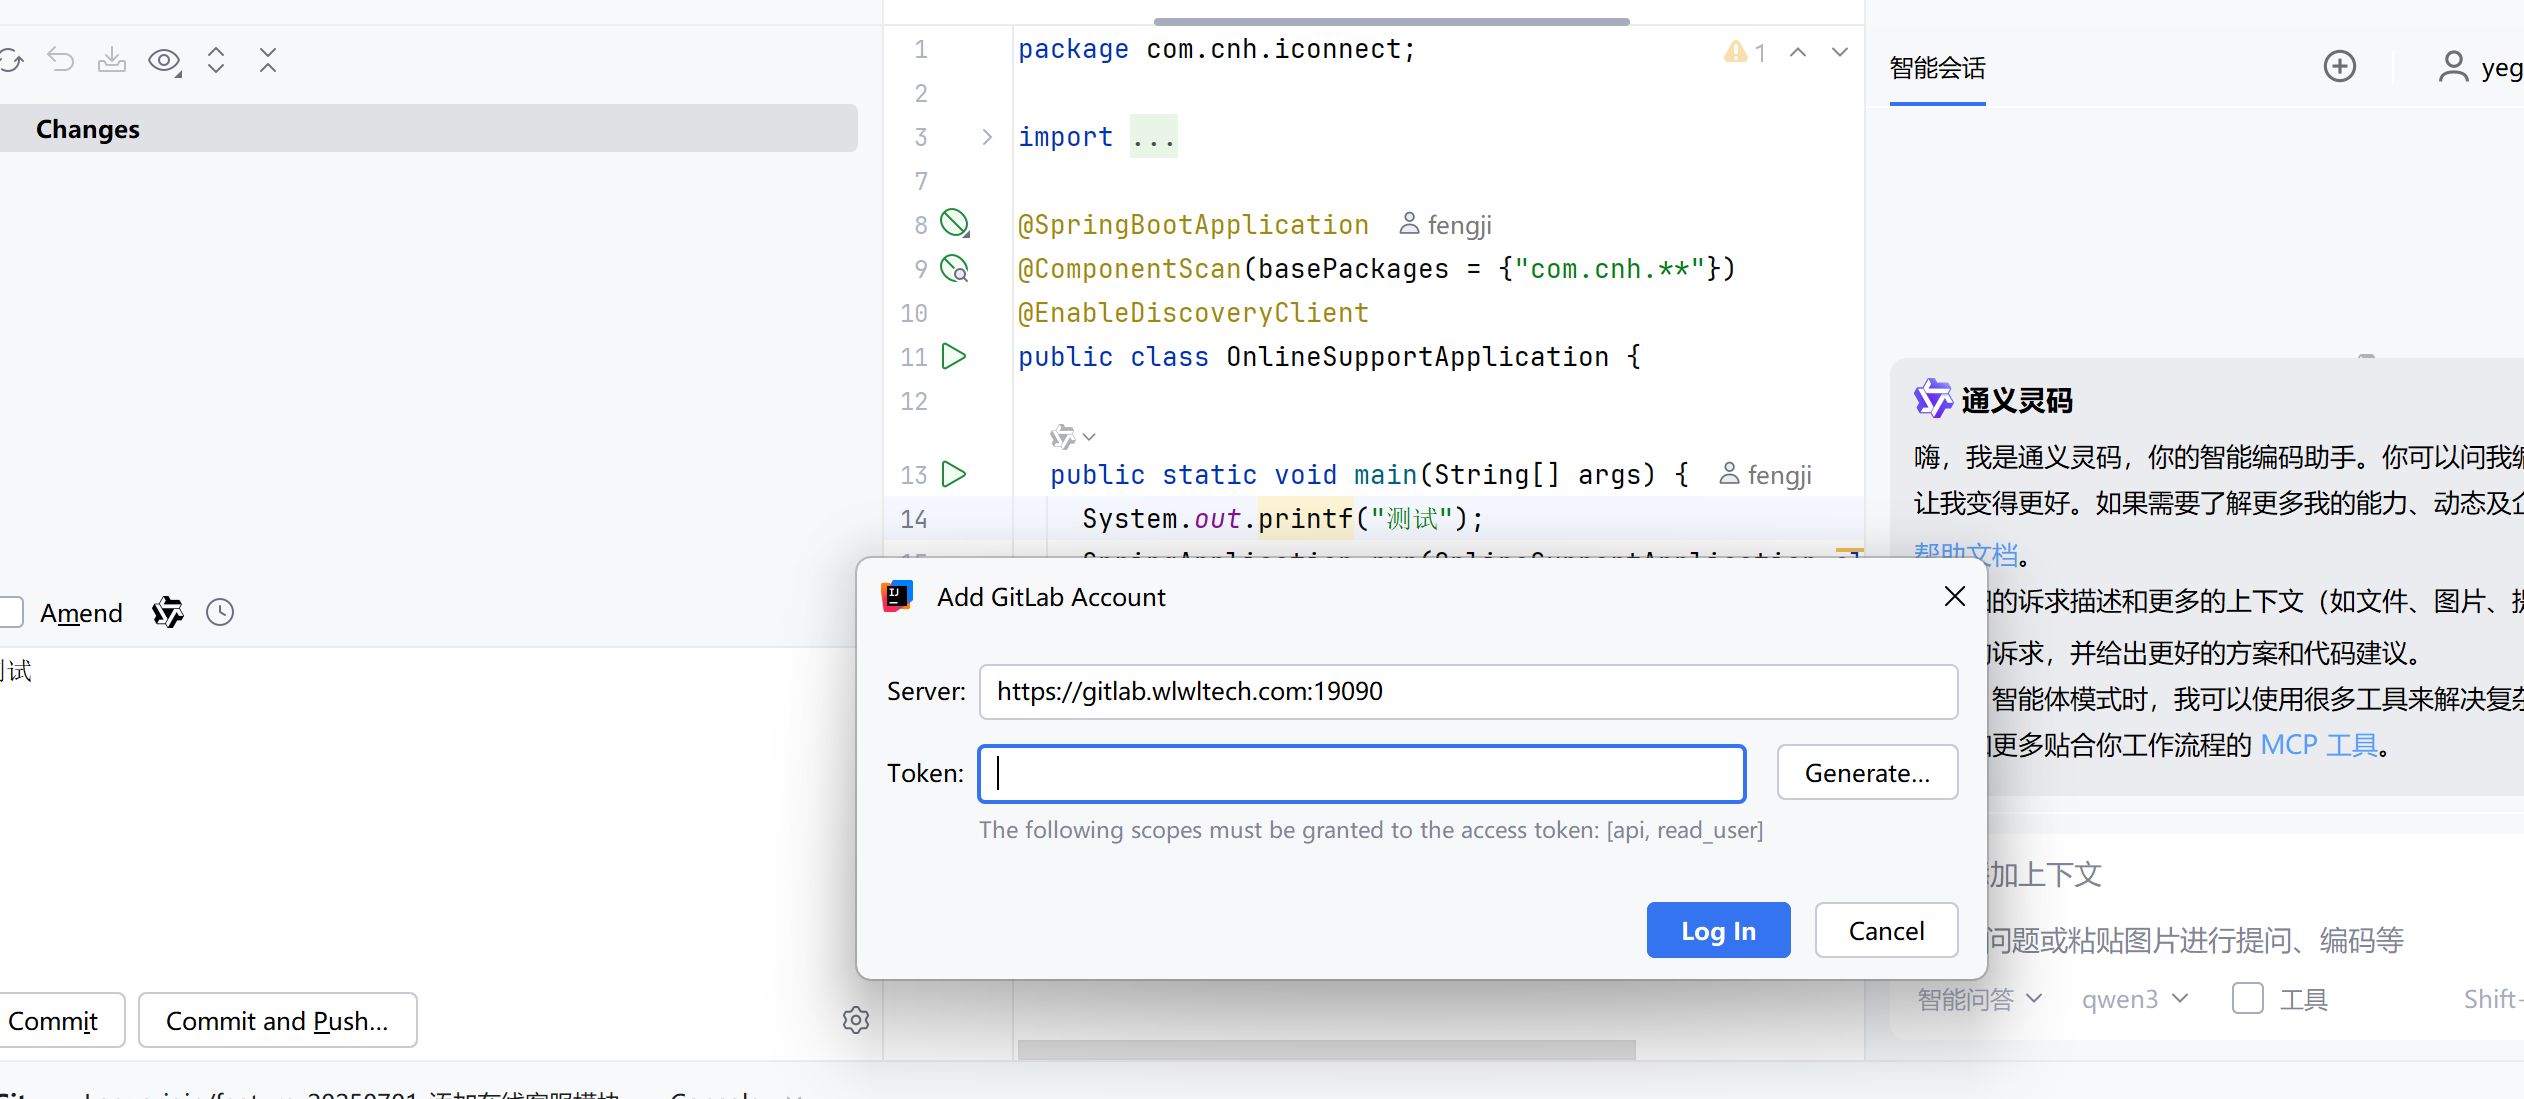 Changes
Amend
试
Commit
Commit and Push...
1 package com.cnh.iconnect;
1
2
3 import ...
7
8 @SpringBootApplication fengji
9 @ComponentScan(basePackages = {"com.cnh.**"})
10 @EnableDiscoveryClient
11 public class OnlineSupportApplication {
12
13 public static void main(String[] args) { fengji
14 System.out.printf("测试");
Add GitLab Account
Server: https://gitlab.wlwltech.com:19090
Token:
Generate...
The following scopes must be granted to the access token: [api, read_user]
Log In
Cancel
智能会话
yeg
通义灵码
嗨，我是通义灵码，你的智能编码助手。你可以问我编
让我变得更好。如果需要了解更多我的能力、动态及企
帮助文档。
的诉求描述和更多的上下文（如文件、图片、提
诉求，并给出更好的方案和代码建议。
智能体模式时，我可以使用很多工具来解决复杂
更多贴合你工作流程的 MCP 工具。
加上下文
问题或粘贴图片进行提问、编码等
智能问答
qwen3
工具
Shift-